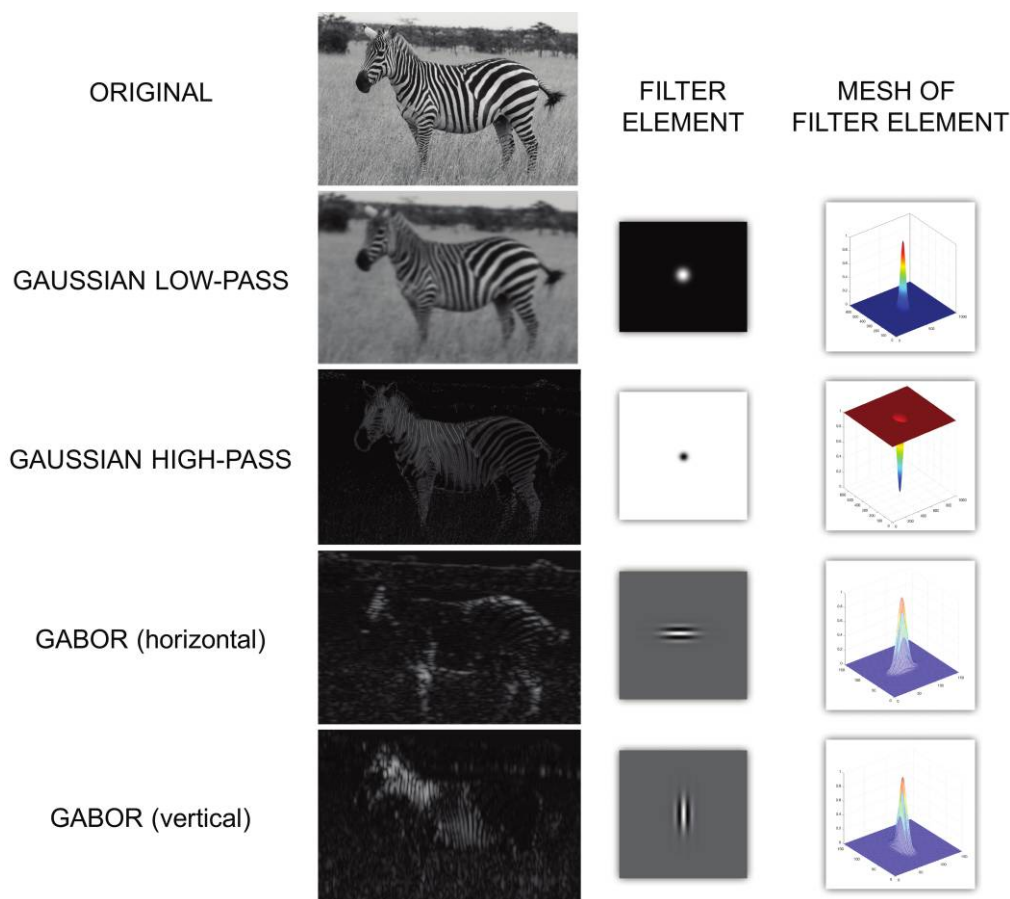 ORIGINAL
FILTER
ELEMENT
MESH OF
FILTER ELEMENT
GAUSSIAN LOW-PASS
GAUSSIAN HIGH-PASS
GABOR (horizontal)
GABOR (vertical)